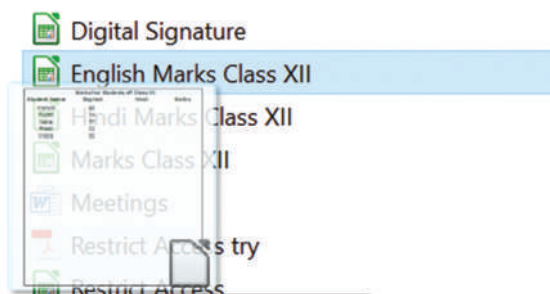 Digital Signature
English Marks Class XII
Hindi Marks Class XII
Marks Class XII
Meetings
Restrict Access try
Restrict Access